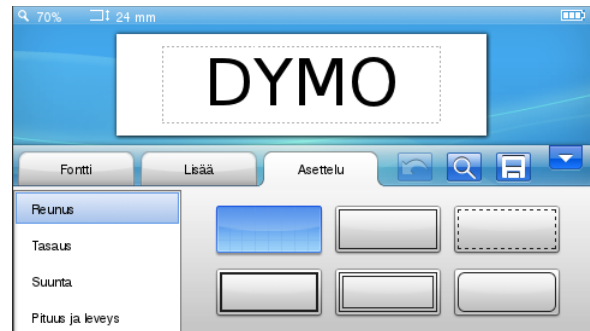 70% 24 mm
DYMO
Fontti Lisää Asettelu
Reunus
Tasaus
Suunta
Pituus ja leveys